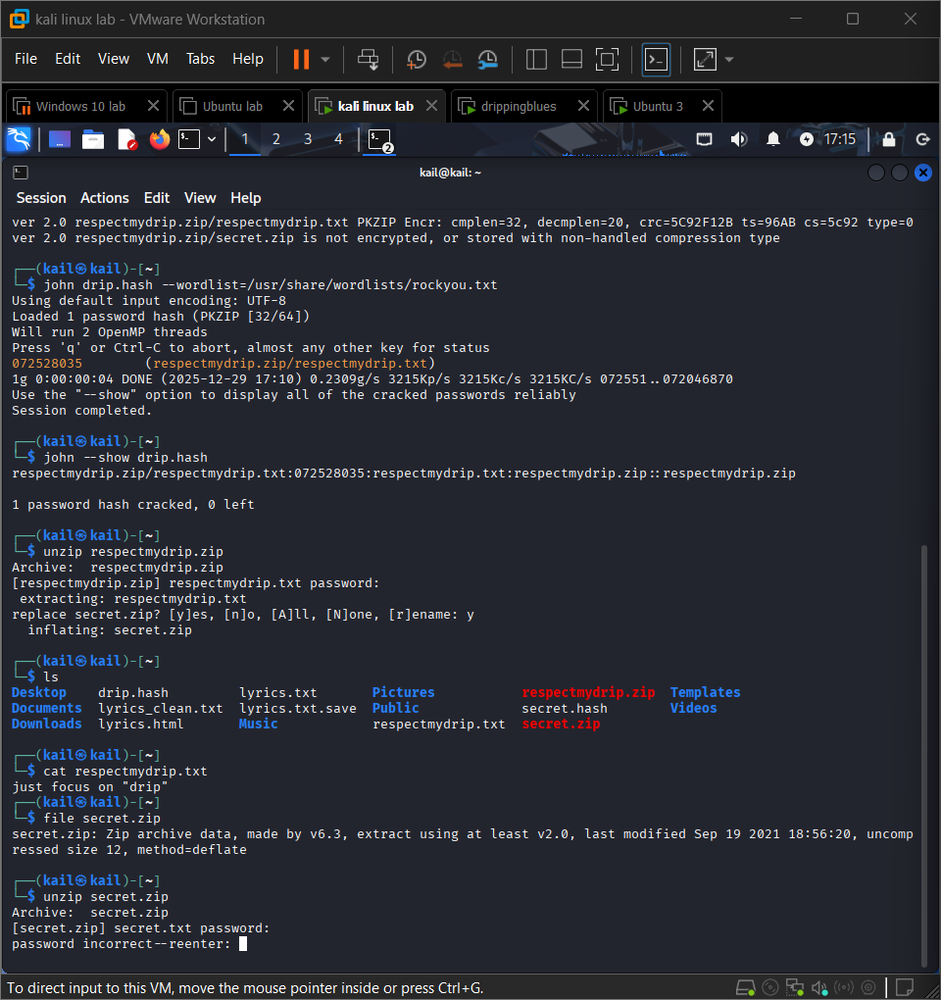 kali linux lab - VMware Workstation
File Edit View VM Tabs Help
Windows 10 lab Ubuntu lab kali linux lab drippingblues Ubuntu 3
1 2 3 4 2 17:15
kail@kail: ~
Session Actions Edit View Help
ver 2.0 respectmydrip.zip/respectmydrip.txt PKZIP Encr: cmplen=32, decmplen=20, crc=5C92F12B ts=96AB cs=5c92 type=0
ver 2.0 respectmydrip.zip/secret.zip is not encrypted, or stored with non-handled compression type
┌──(kail㉿kail)-[~]
└─$ john drip.hash --wordlist=/usr/share/wordlists/rockyou.txt
Using default input encoding: UTF-8
Loaded 1 password hash (PKZIP [32/64])
Will run 2 OpenMP threads
Press 'q' or Ctrl-C to abort, almost any other key for status
072528035 (respectmydrip.zip/respectmydrip.txt)
1g 0:00:00:04 DONE (2025-12-29 17:10) 0.2309g/s 3215Kp/s 3215Kc/s 3215KC/s 072551..072046870
Use the "--show" option to display all of the cracked passwords reliably
Session completed.
┌──(kail㉿kail)-[~]
└─$ john --show drip.hash
respectmydrip.zip/respectmydrip.txt:072528035:respectmydrip.txt:respectmydrip.zip::respectmydrip.zip
1 password hash cracked, 0 left
┌──(kail㉿kail)-[~]
└─$ unzip respectmydrip.zip
Archive:  respectmydrip.zip
[respectmydrip.zip] respectmydrip.txt password:
extracting: respectmydrip.txt
replace secret.zip? [y]es, [n]o, [A]ll, [N]one, [r]ename: y
inflating: secret.zip
┌──(kail㉿kail)-[~]
└─$ ls
Desktop drip.hash lyrics.txt Pictures respectmydrip.zip Templates
Documents lyrics_clean.txt lyrics.txt.save Public secret.hash Videos
Downloads lyrics.html Music respectmydrip.txt secret.zip
┌──(kail㉿kail)-[~]
└─$ cat respectmydrip.txt
just focus on "drip"
┌──(kail㉿kail)-[~]
└─$ file secret.zip
secret.zip: Zip archive data, made by v6.3, extract using at least v2.0, last modified Sep 19 2021 18:56:20, uncomp
ressed size 12, method=deflate
┌──(kail㉿kail)-[~]
└─$ unzip secret.zip
Archive:  secret.zip
[secret.zip] secret.txt password:
password incorrect--reenter:
To direct input to this VM, move the mouse pointer inside or press Ctrl+G.